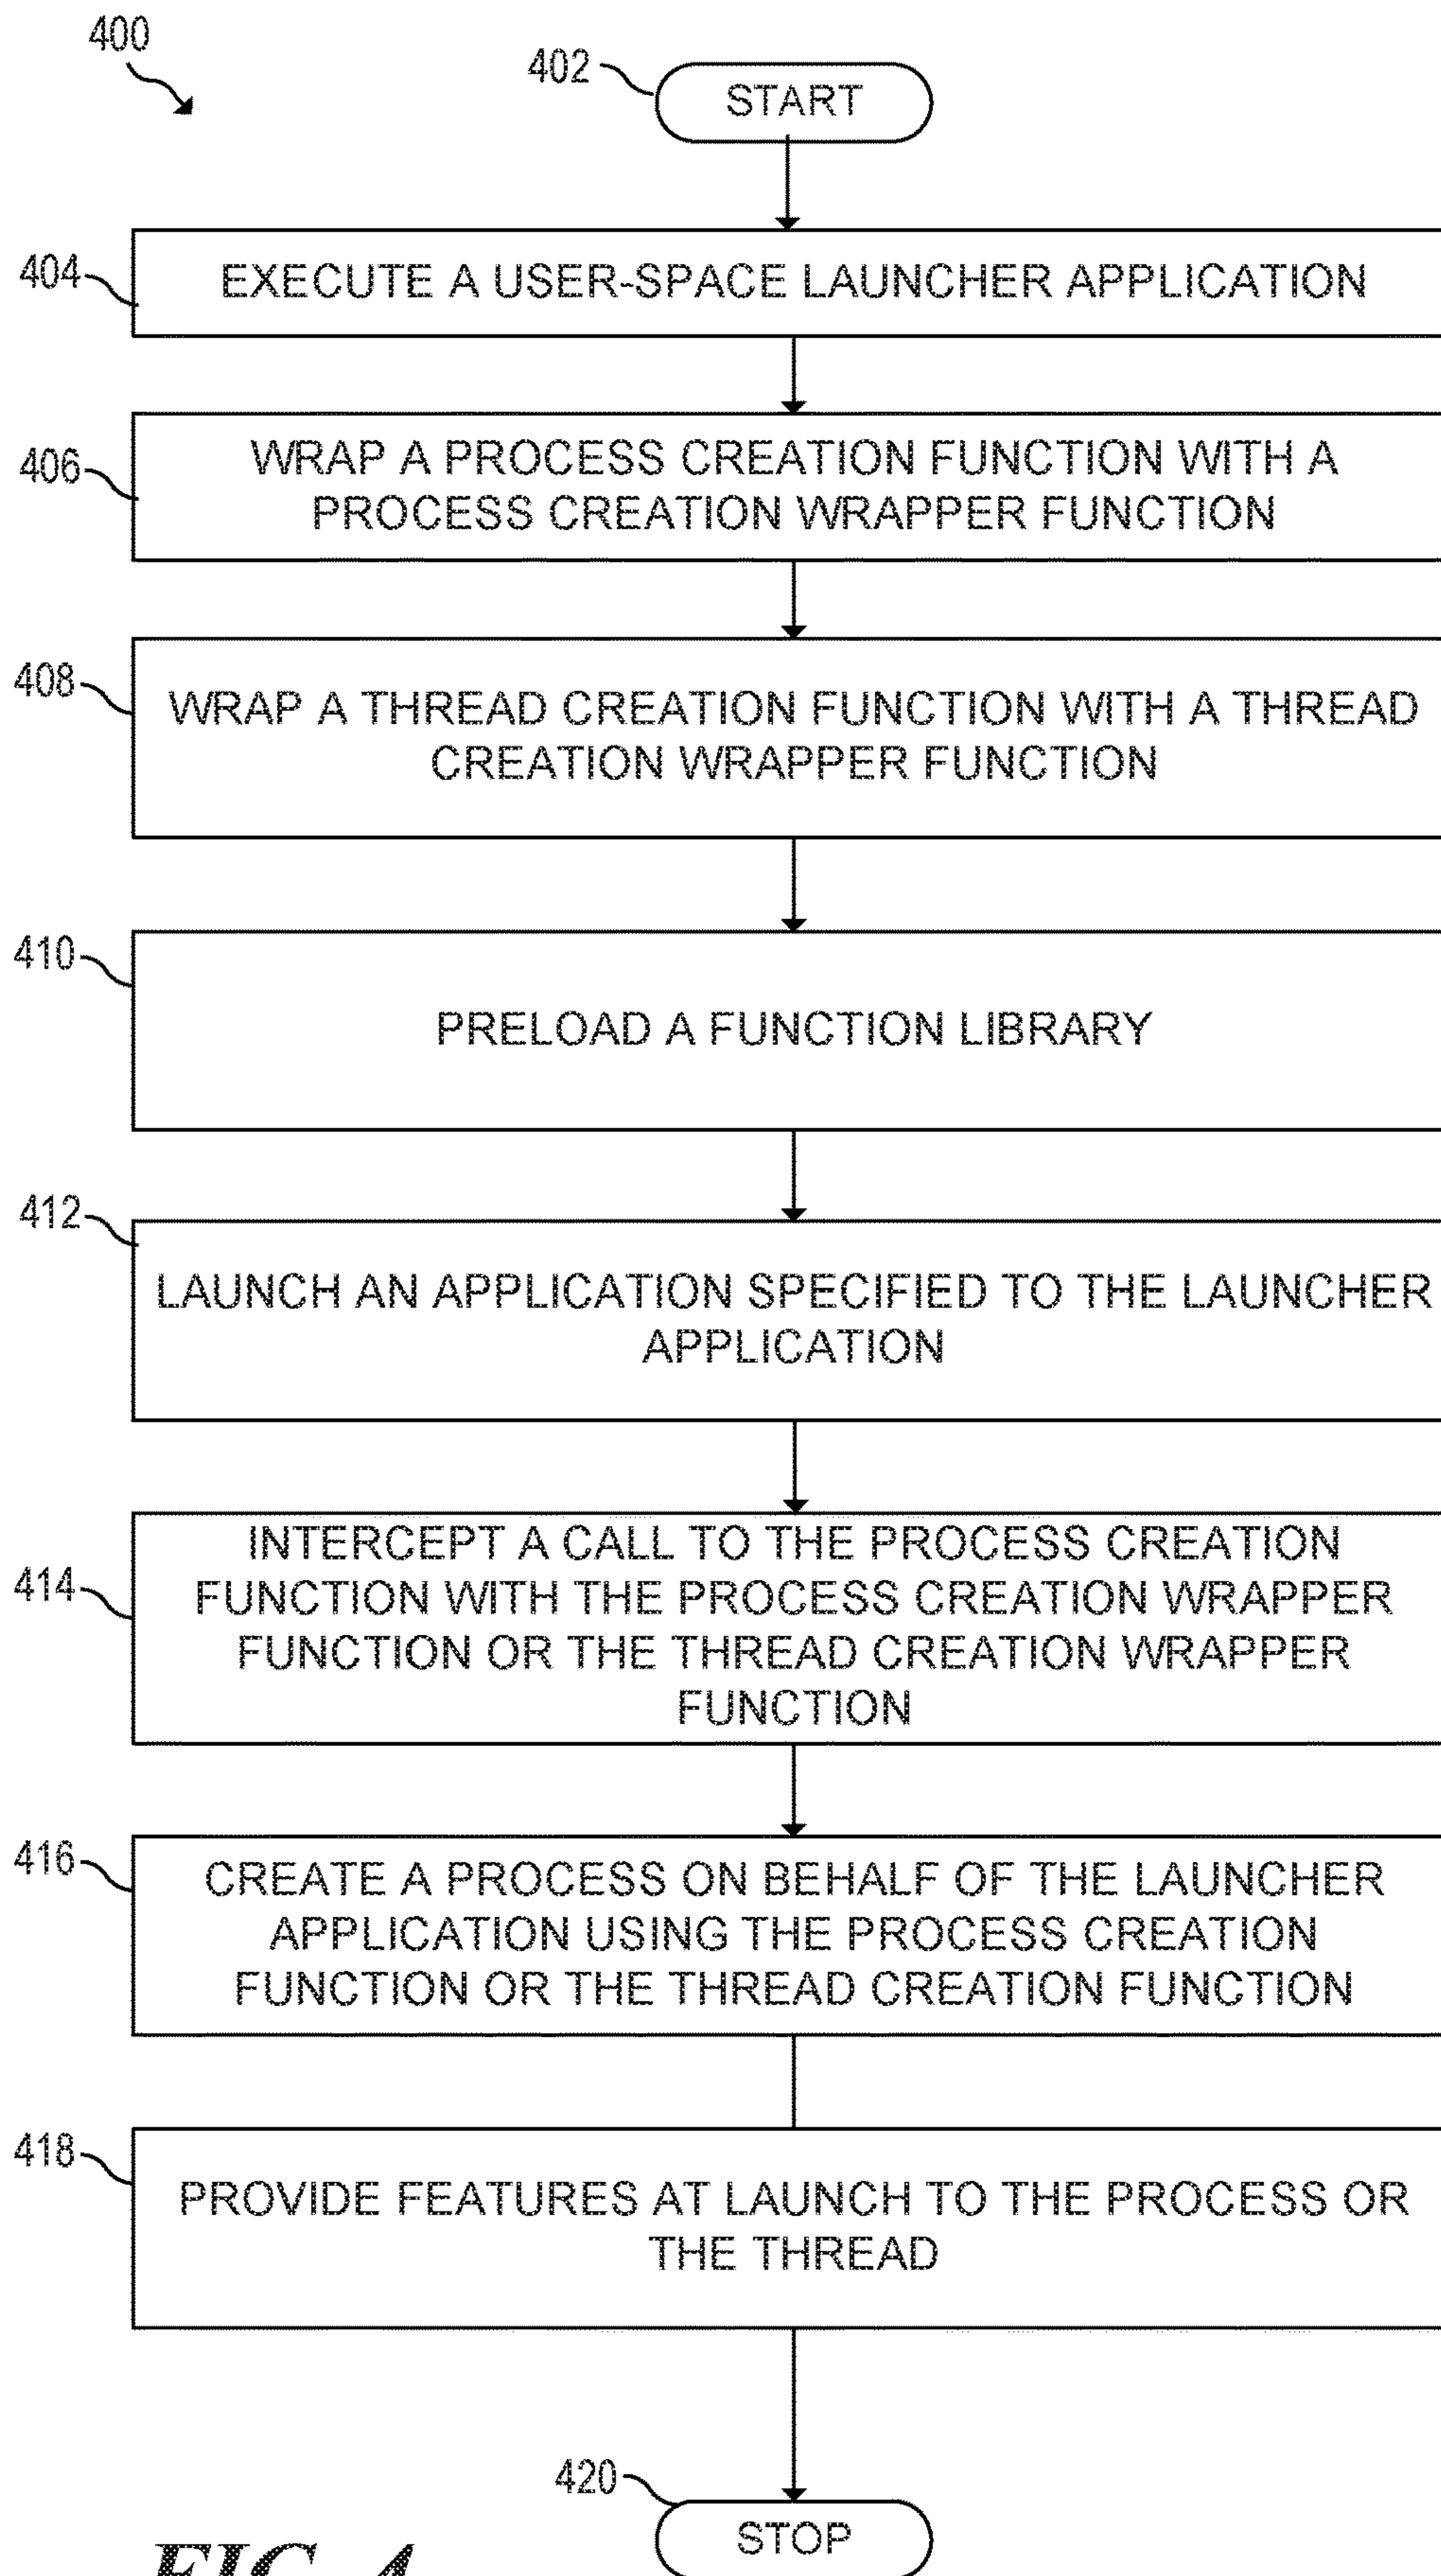 400
402
START
404
EXECUTE A USER-SPACE LAUNCHER APPLICATION
406
WRAP A PROCESS CREATION FUNCTION WITH A
PROCESS CREATION WRAPPER FUNCTION
408
WRAP A THREAD CREATION FUNCTION WITH A THREAD
CREATION WRAPPER FUNCTION
410
PRELOAD A FUNCTION LIBRARY
412
LAUNCH AN APPLICATION SPECIFIED TO THE LAUNCHER
APPLICATION
414
INTERCEPT A CALL TO THE PROCESS CREATION
FUNCTION WITH THE PROCESS CREATION WRAPPER
FUNCTION OR THE THREAD CREATION WRAPPER
FUNCTION
416
CREATE A PROCESS ON BEHALF OF THE LAUNCHER
APPLICATION USING THE PROCESS CREATION
FUNCTION OR THE THREAD CREATION FUNCTION
418
PROVIDE FEATURES AT LAUNCH TO THE PROCESS OR
THE THREAD
420
STOP
FIG. 4